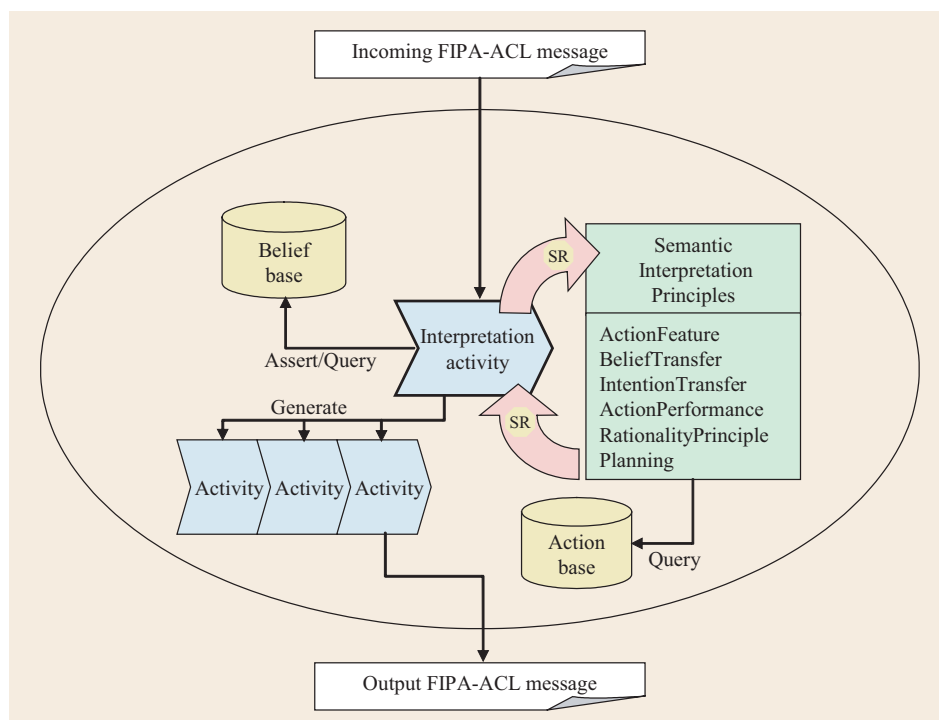 Incoming FIPA-ACL message
Belief
base
SR
Semantic
Interpretation
Principles
Interpretation
activity
Assert/Query
ActionFeature
BeliefTransfer
IntentionTransfer
ActionPerformance
RationalityPrinciple
Planning
Generate
SR
Activity
Activity
Activity
Action
base
Query
Output FIPA-ACL message